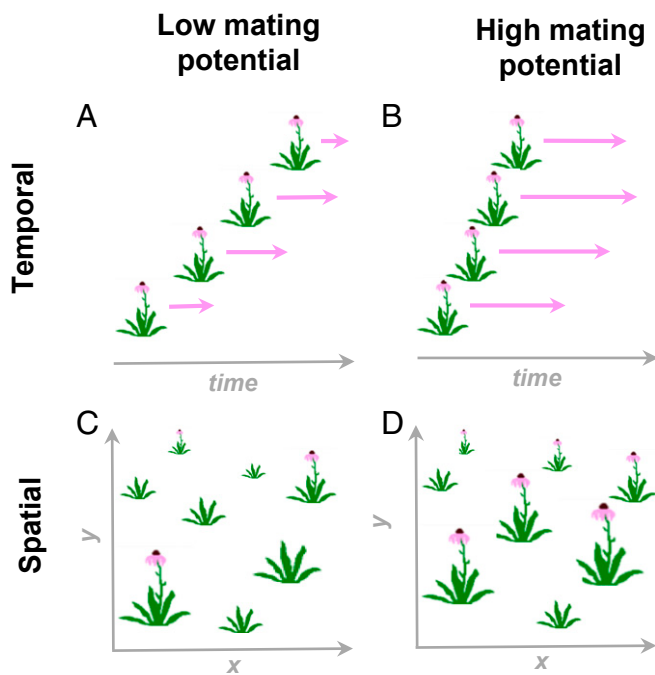 Low mating
potential
High mating
potential
A
B
Temporal
time
time
C
D
Spatial
y
y
x
x